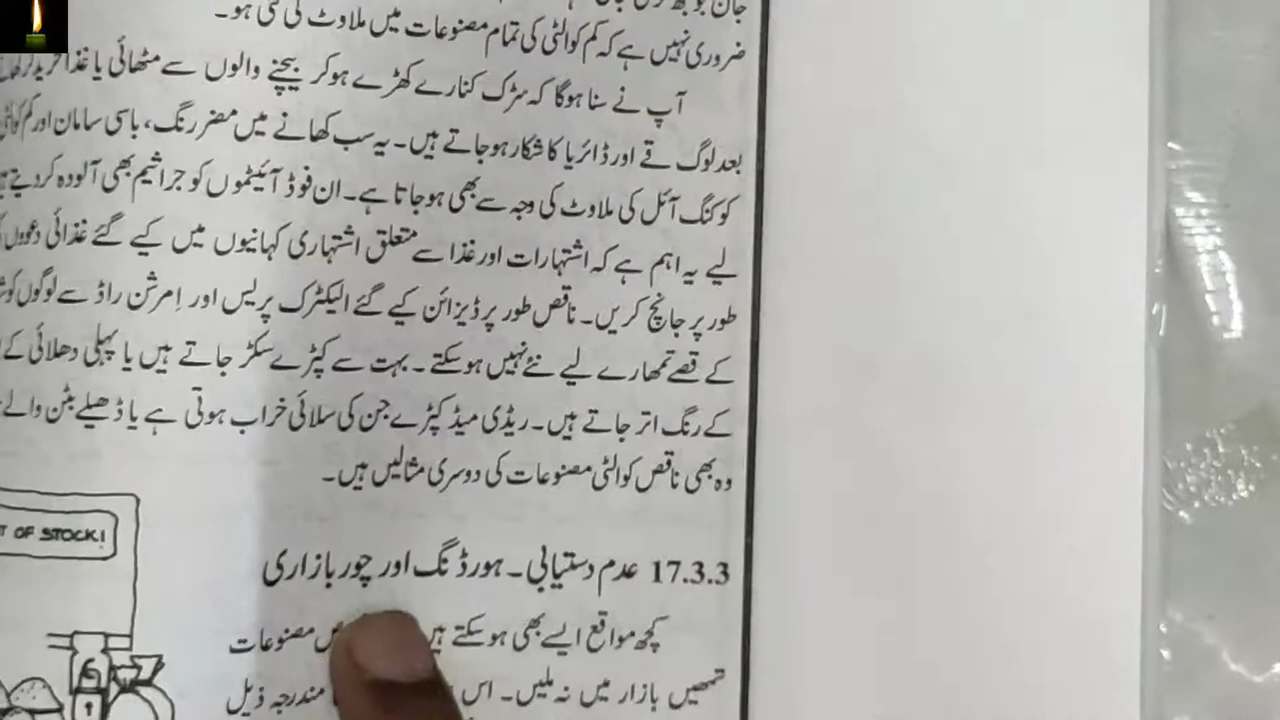 ضروری نہیں ہے کہ کم کوالٹی کی تمام مصنوعات میں ملاوٹ کی گئی ہو۔
آپ نے سنا ہوگا کہ سڑک کنارے کھڑے ہوکر بیچنے والوں سے مٹھائی یا غذا خرید کر
بعد لوگ قے اور ڈائریا کا شکار ہوجاتے ہیں۔ یہ سب کھانے میں مضر رنگ، باسی سامان اور کم کوالٹی
کوکنگ آئل کی ملاوٹ کی وجہ سے بھی ہوجاتا ہے۔ ان فوڈ آئیٹموں کو جراثیم بھی آلودہ کردیتے
لیے یہ اہم ہے کہ اشتہارات اور غذا سے متعلق اشتہاری کہانیوں میں کیے گئے غذائی دعووں
طور پر جانچ کریں۔ ناقص طور پر ڈیزائن کیے گئے الیکٹرک پریس اور اِمرشن راڈ سے لوگوں کو
کے قصے تمھارے لیے نئے نہیں ہوسکتے۔ بہت سے کپڑے سکڑ جاتے ہیں یا پہلی دھلائی کے
کے رنگ اتر جاتے ہیں۔ ریڈی میڈ کپڑے جن کی سلائی خراب ہوتی ہے یا ڈھیلے بٹن والے
وہ بھی ناقص کوالٹی مصنوعات کی دوسری مثالیں ہیں۔
OF STOCK!
17.3.3 عدم دستیابی۔ ہورڈنگ اور چور بازاری
کچھ مواقع ایسے بھی ہوسکتے مصنوعات
تمھیں بازار میں نہ ملیں۔ اس مندرجہ ذیل